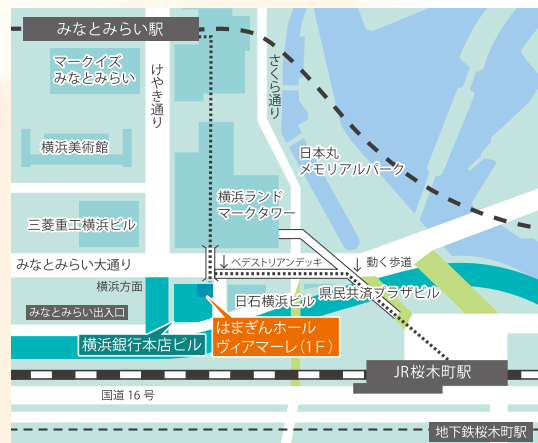 みなとみらい駅
マークイズ
みなとみらい
けやき通り
さくら通り
横浜美術館
日本丸
メモリアルパーク
横浜ランド
マークタワー
三菱重工横浜ビル
みなとみらい大通り
↓ペデストリアンデッキ
↓動く歩道
横浜方面
みなとみらい出入口
日石横浜ビル
県民共済プラザビル
はまぎんホール
ヴィアマーレ(1F)
横浜銀行本店ビル
JR桜木町駅
国道16号
地下鉄桜木町駅